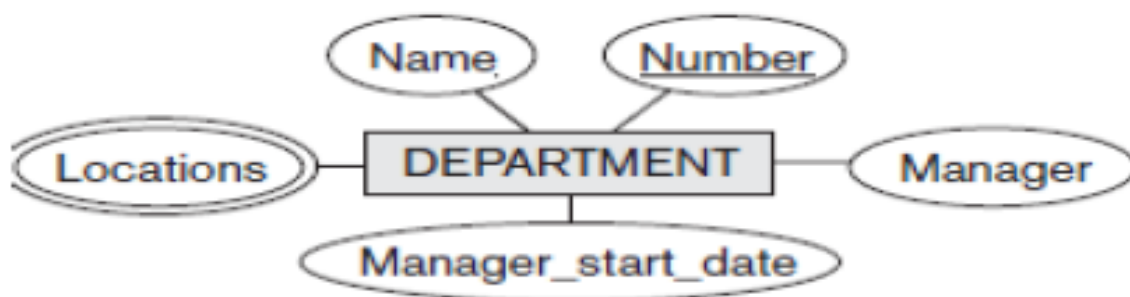 Name
Number
Locations
DEPARTMENT
Manager
Manager_start_date